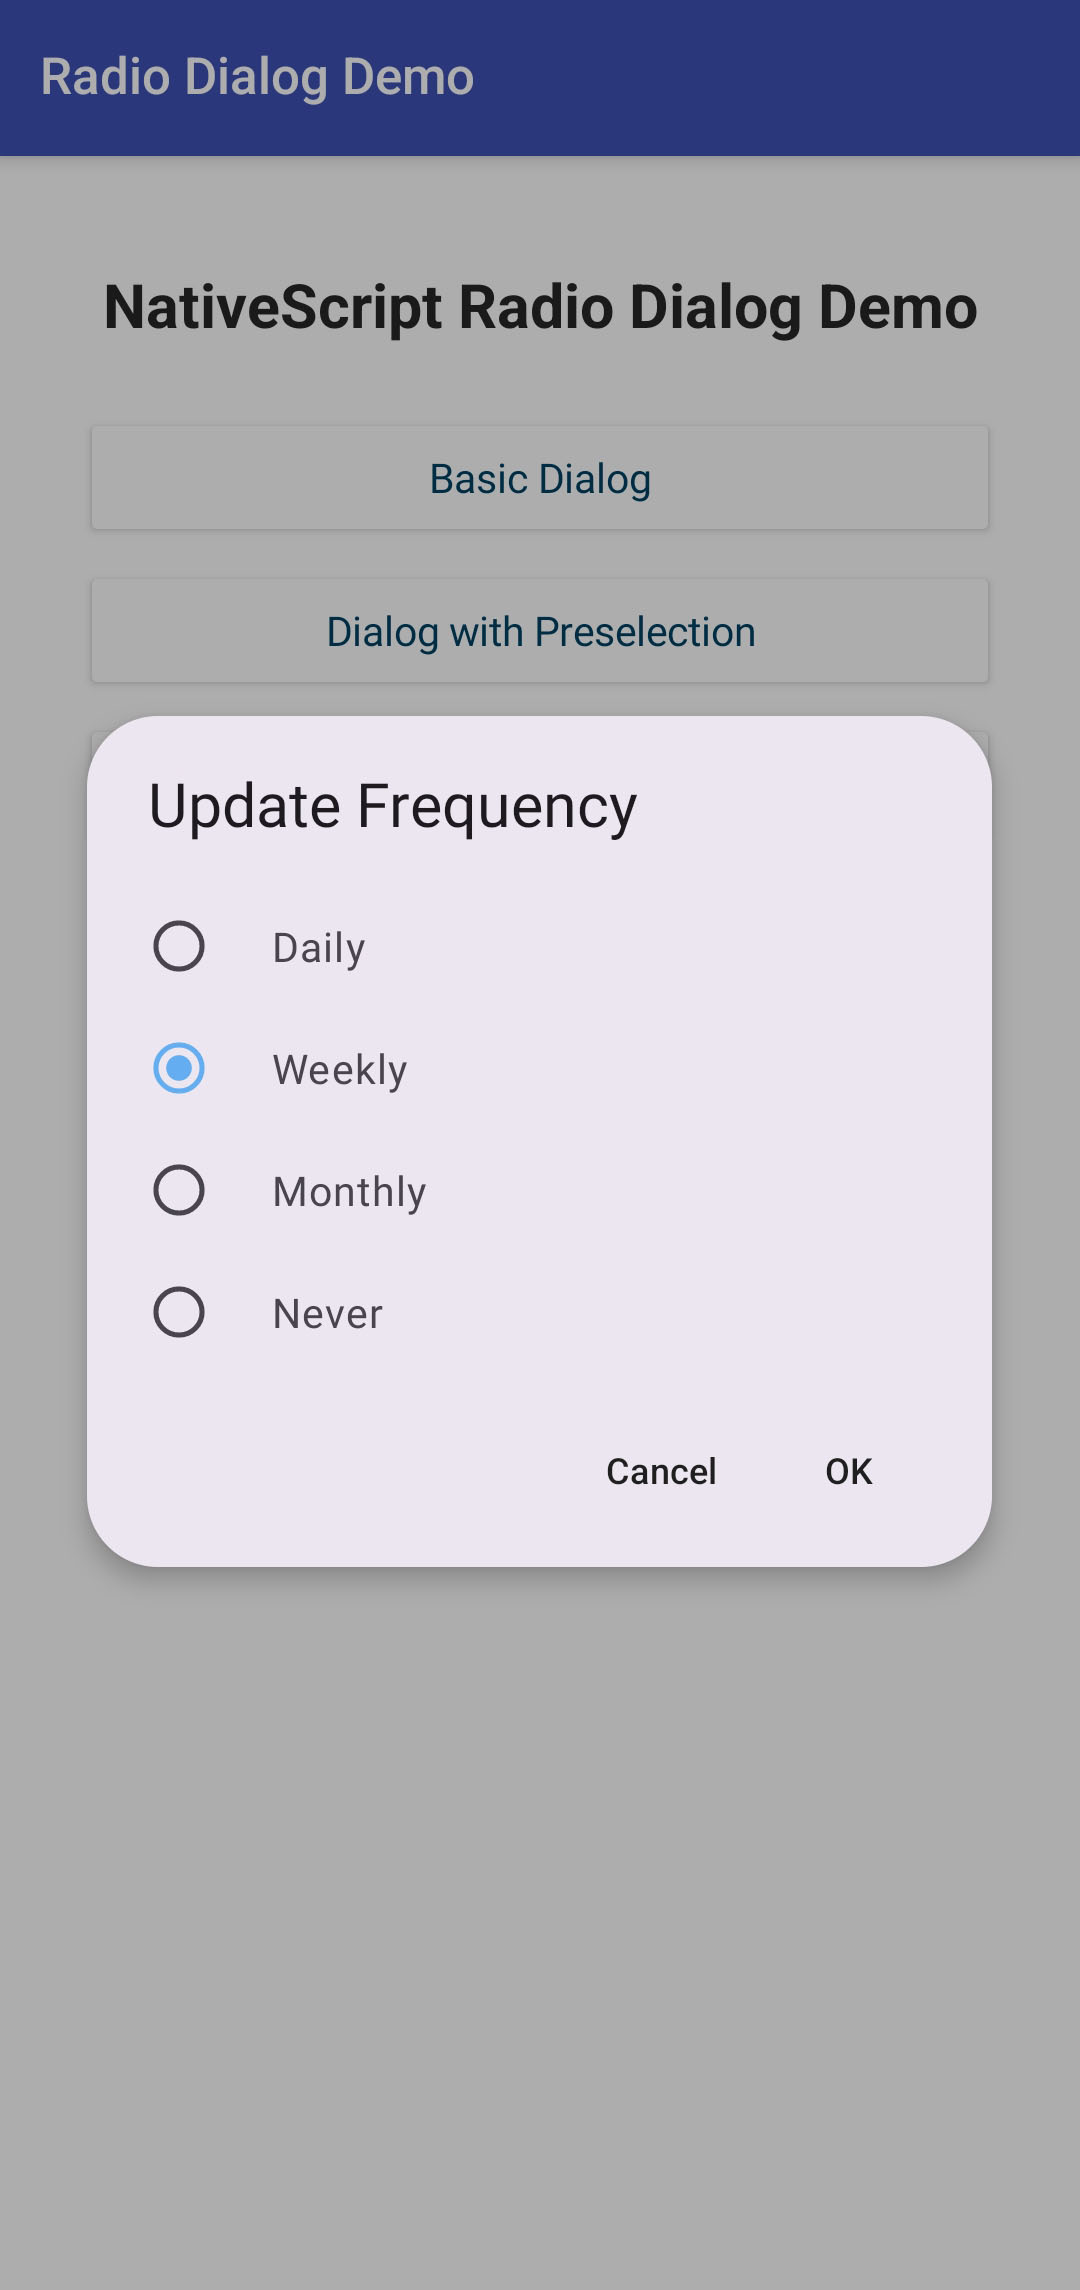 Radio Dialog Demo
NativeScript Radio Dialog Demo
Basic Dialog
Dialog with Preselection
Update Frequency
Daily
Weekly
Monthly
Never
Cancel OK